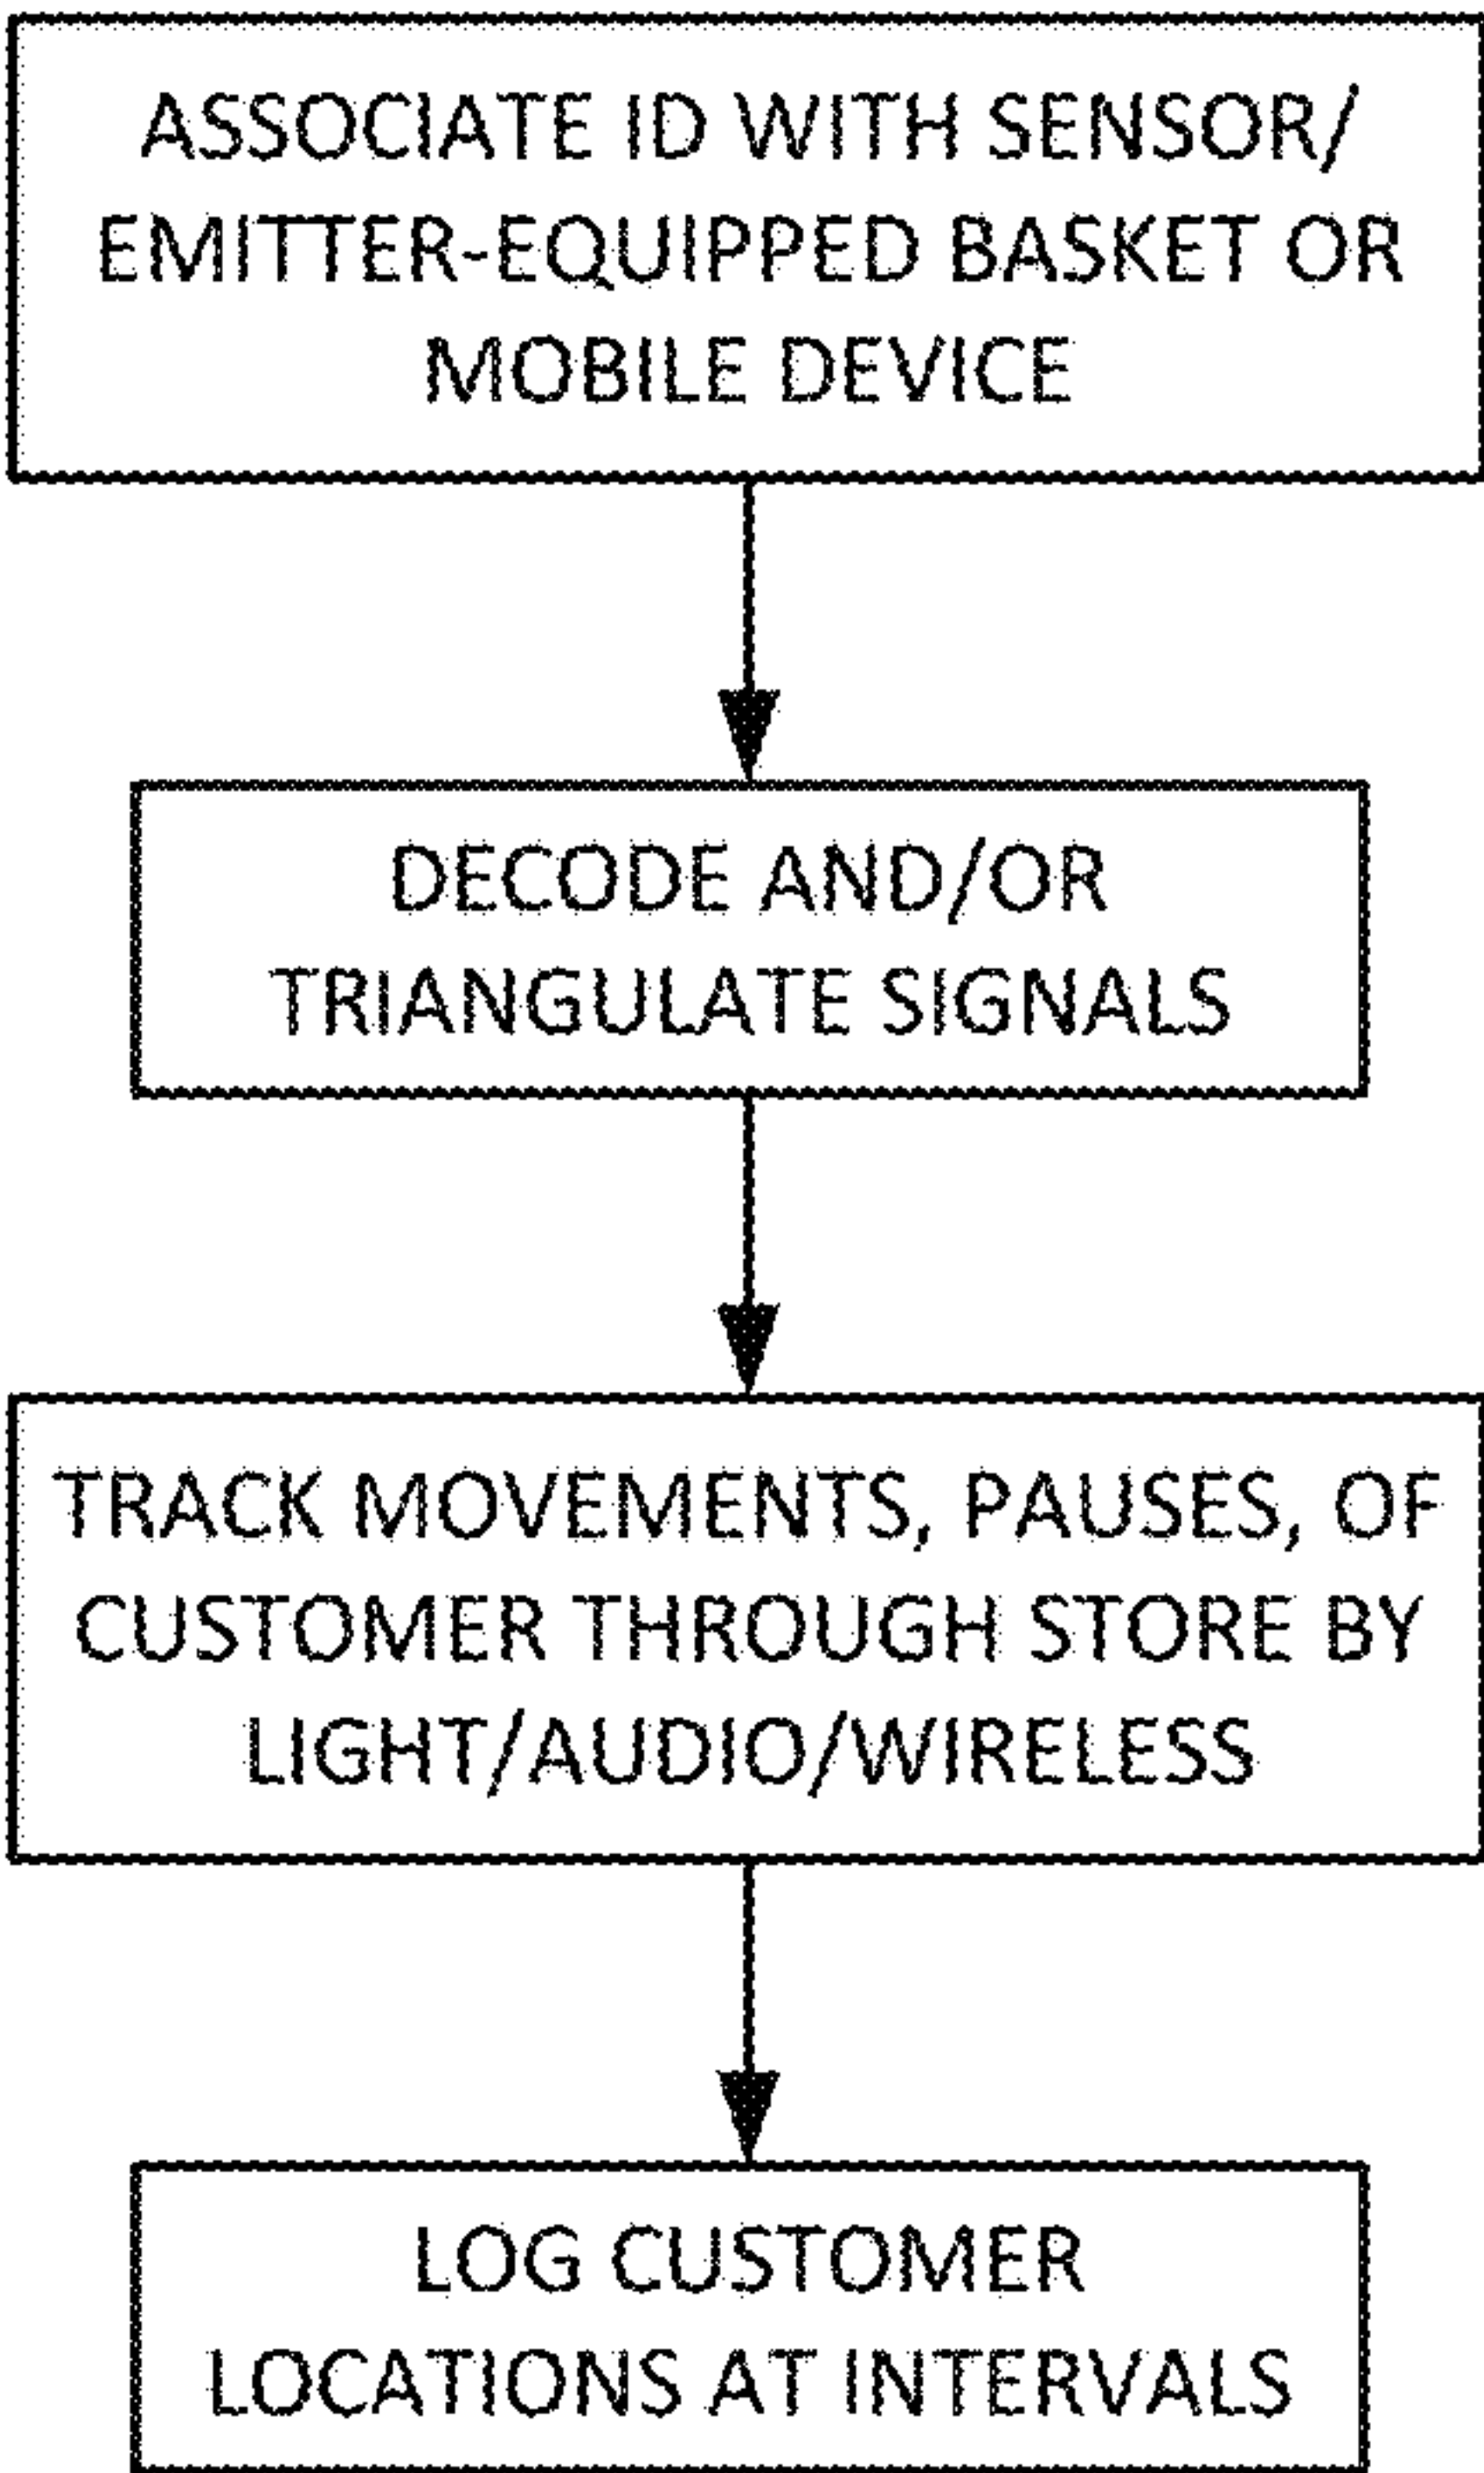 ASSOCIATE ID WITH SENSOR/
EMITTER-EQUIPPED BASKET OR
MOBILE DEVICE
DECODE AND/OR
TRIANGULATE SIGNALS
TRACK MOVEMENTS, PAUSES, OF
CUSTOMER THROUGH STORE BY
LIGHT/AUDIO/WIRELESS
LOG CUSTOMER
LOCATIONS AT INTERVALS